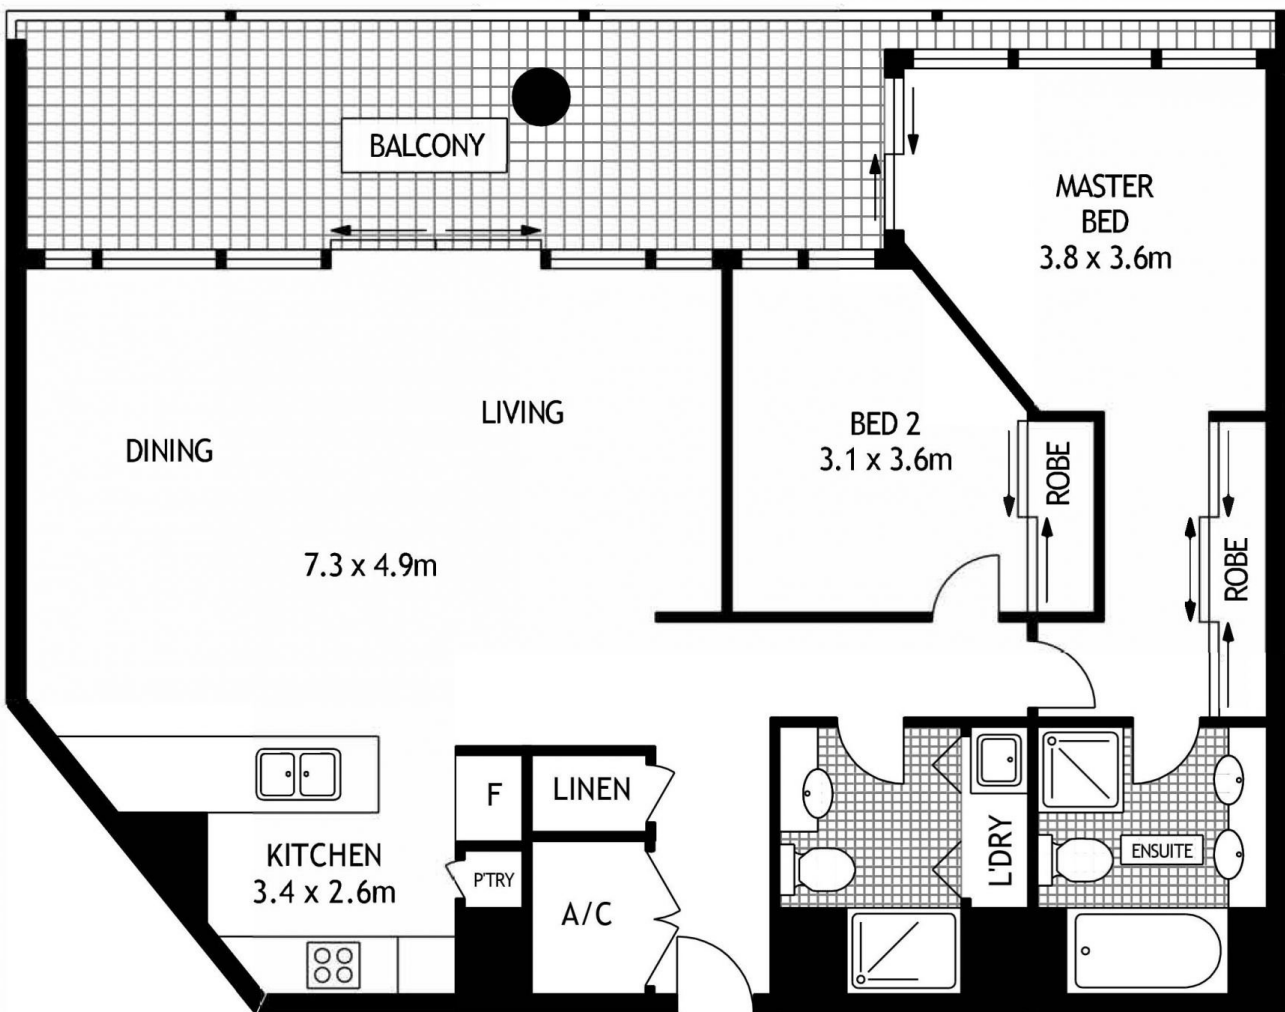 BALCONY
MASTER
BED
3.8 x 3.6m
LIVING
DINING
BED 2
3.1 x 3.6m
ROBE
ROBE
7.3 x 4.9m
F
LINEN
KITCHEN
3.4 x 2.6m
P'TRY
A/C
L'DRY
ENSUITE